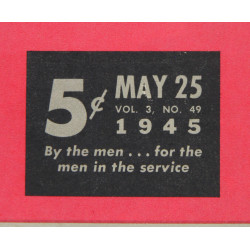 5¢ MAY 25
VOL. 3, NO. 49
1945
By the men . . . for the
men in the service